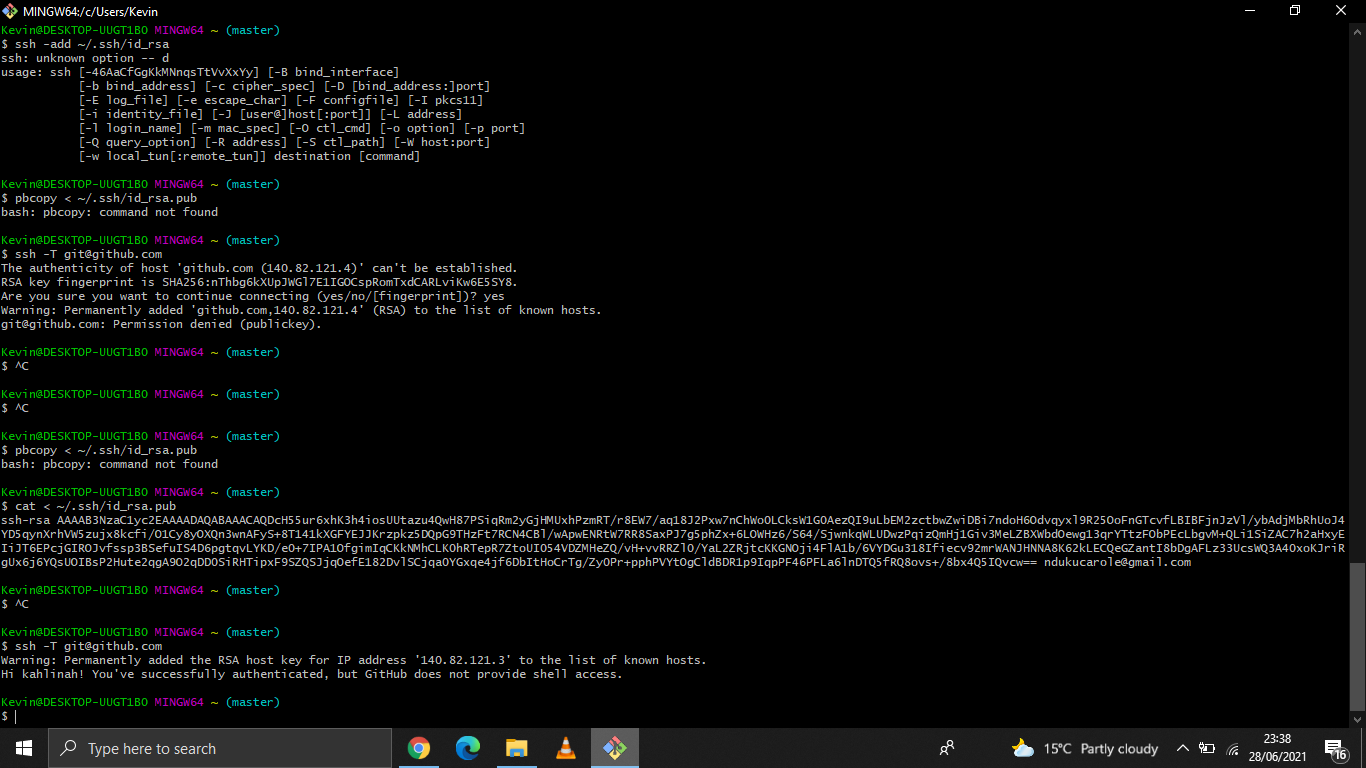 MINGW64:/c/Users/Kevin
Kevin@DESKTOP-UUGT1BO MINGW64 ~ (master)
$ ssh -add ~/.ssh/id_rsa
ssh: unknown option -- d
usage: ssh [-46AaCfGgKkMNnqsTtVvXxYy] [-B bind_interface]
           [-b bind_address] [-c cipher_spec] [-D [bind_address:]port]
           [-E log_file] [-e escape_char] [-F configfile] [-I pkcs11]
           [-i identity_file] [-J [user@]host[:port]] [-L address]
           [-l login_name] [-m mac_spec] [-O ctl_cmd] [-o option] [-p port]
           [-Q query_option] [-R address] [-S ctl_path] [-W host:port]
           [-w local_tun[:remote_tun]] destination [command]
Kevin@DESKTOP-UUGT1BO MINGW64 ~ (master)
$ pbcopy < ~/.ssh/id_rsa.pub
bash: pbcopy: command not found
Kevin@DESKTOP-UUGT1BO MINGW64 ~ (master)
$ ssh -T git@github.com
The authenticity of host 'github.com (140.82.121.4)' can't be established.
RSA key fingerprint is SHA256:nThbg6kXUpJWGl7E1IGOCspRomTxdCARLviKw6E5SY8.
Are you sure you want to continue connecting (yes/no/[fingerprint])? yes
Warning: Permanently added 'github.com,140.82.121.4' (RSA) to the list of known hosts.
git@github.com: Permission denied (publickey).
Kevin@DESKTOP-UUGT1BO MINGW64 ~ (master)
$ ^C
Kevin@DESKTOP-UUGT1BO MINGW64 ~ (master)
$ ^C
Kevin@DESKTOP-UUGT1BO MINGW64 ~ (master)
$ pbcopy < ~/.ssh/id_rsa.pub
bash: pbcopy: command not found
Kevin@DESKTOP-UUGT1BO MINGW64 ~ (master)
$ cat < ~/.ssh/id_rsa.pub
ssh-rsa AAAAB3NzaC1yc2EAAAADAQABAAACAQDcH55ur6xhK3h4iosUUtazu4QwH87PSiqRm2yGjHMUxhPzmRT/r8EW7/aq18J2Pxw7nChWoOLCksW1GOAezQI9uLbEM2zctbwZwiDBi7ndoH6Odvqyxl9R25OoFnGTcvfLBIBFjnJzVl/ybAdjMbRhUoJ4
YD5qynXrhVW5zujx8kcfi/O1Cy8yOXQn3wnAFyS+8T141kXGFYEJJKrzpkz5DQpG9THzFt7RCN4CBl/wApwENRtW7RR8SaxPJ7g5phZx+6LOWHz6/S64/SjwnkqWLUDwzPqizQmHj1Giv3MeLZBXWbdOewg13qrYTtzFObPEcLbgvM+QLi1SiZAC7h2aHxyE
IiJT6EPcjGIROJvfssp3BSefuIS4D6pgtqvLYKD/eO+7IPA1OfgimIqCKkNMhCLKOhRTepR7ZtoUIO54VDZMHeZQ/vH+vvRRZlO/YaL2ZRjtcKKGNOji4FlA1b/6VYDGu318Ifiecv92mrWANJHNNA8K62kLECQeGZantI8bDgAFLz33UcsWQ3A4OxoKJriR
gUx6j6YQsUOIBsP2Hute2qgA9O2qDDOSiRHTipxF9SZQSJjqOefE182DvlSCjqaOYGxqe4jf6DbItHoCrTg/ZyOPr+pphPVYtOgCldBDR1p9IqpPF46PFLa6lnDTQ5fRQ8ovs+/8bx4Q5IQvcw== ndukucarole@gmail.com
Kevin@DESKTOP-UUGT1BO MINGW64 ~ (master)
$ ^C
Kevin@DESKTOP-UUGT1BO MINGW64 ~ (master)
$ ssh -T git@github.com
Warning: Permanently added the RSA host key for IP address '140.82.121.3' to the list of known hosts.
Hi kahlinah! You've successfully authenticated, but GitHub does not provide shell access.
Kevin@DESKTOP-UUGT1BO MINGW64 ~ (master)
$
Type here to search
15°C Partly cloudy
23:38
28/06/2021
16